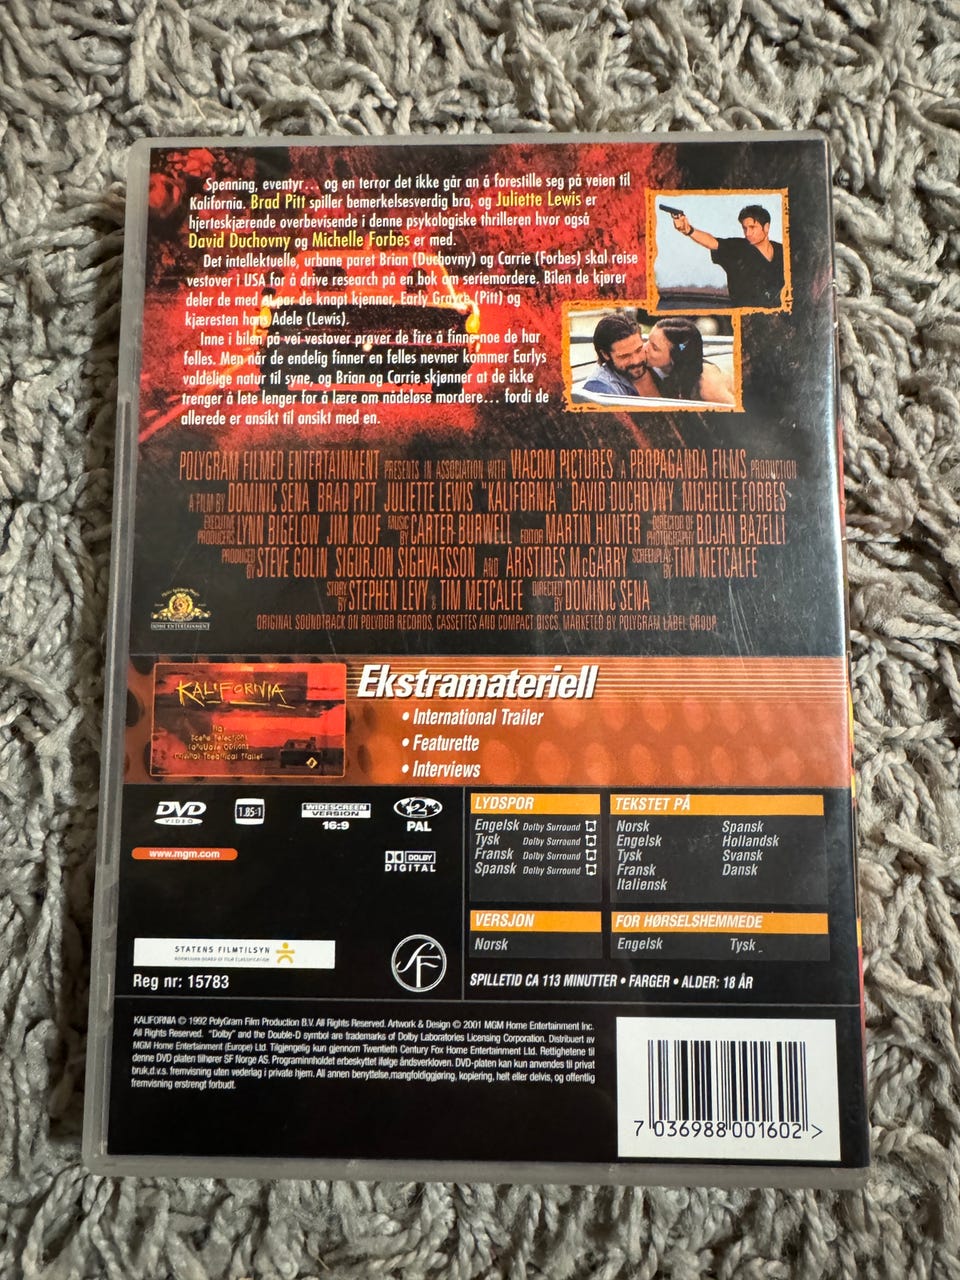 Spenning, eventyr... og en terror det ikke går an å forestille seg på veien til
Kalifornia. Brad Pitt spiller bemerkelsesverdig bra, og Juliette Lewis er
hjerteskjærende overbevisende i denne psykologiske thrilleren hvor også
David Duchovny og Michelle Forbes er med.
Det intellektuelle, urbane paret Brian (Duchovny) og Carrie (Forbes) skal reise
vestover i USA for å drive research på en bok om seriemordere. Bilen de kjører
deler de med et par de knapt kjenner, Early Grayce (Pitt) og
kjæresten hans Adele (Lewis).
Inne i bilen på vei vestover prøver de fire å finne noe de har
felles. Men når de endelig finner en felles nevner kommer Earlys
valdelige natur til syne, og Brian og Carrie skjønner at de ikke
trenger å lete lenger for å lære om nådeløse mordere... fordi de
allerede er ansikt til ansikt med en.
POLYGRAM FILMED ENTERTAINMENT PRESENTS IN ASSOCIATION WITH VIACOM PICTURES A PROPAGANDA FILMS PRODUCTION
A FILM BY DOMINIC SENA BRAD PITT JULIETTE LEWIS "KALIFORNIA" DAVID DUCHOVNY MICHELLE FORBES
EXECUTIVE PRODUCERS LYNN BIGELOW JIM KOUF MUSIC BY CARTER BURWELL EDITOR MARTIN HUNTER DIRECTOR OF PHOTOGRAPHY BOJAN BAZELLI
PRODUCED BY STEVE GOLIN SIGURJON SIGHVATSSON AND ARISTIDES McGARRY SCREENPLAY BY TIM METCALFE
STORY BY STEPHEN LEVY & TIM METCALFE DIRECTED BY DOMINIC SENA
HOME ENTERTAINMENT
ORIGINAL SOUNDTRACK ON POLYDOR RECORDS, CASSETTES AND COMPACT DISCS, MARKETED BY POLYGRAM LABEL GROUP
KALIFORNIA
Play
Scene Selections
Language Options
Original Theatrical Trailer
Ekstramateriell
• International Trailer
• Featurette
• Interviews
DVD
VIDEO
1.85:1
WIDESCREEN
VERSION
16:9
2
PAL
www.mgm.com
DOLBY
DIGITAL
LYDSPOR
Engelsk Dolby Surround
Tysk Dolby Surround
Fransk Dolby Surround
Spansk Dolby Surround
TEKSTET PÅ
Norsk Spansk
Engelsk Hollandsk
Tysk Svansk
Fransk Dansk
Italiensk
VERSJON
Norsk
FOR HØRSELSHEMMEDE
Engelsk Tysk
STATENS FILMTILSYN
NORWEGIAN BOARD OF FILM CLASSIFICATION
Reg nr: 15783
SF
SPILLETID CA 113 MINUTTER • FARGER • ALDER: 18 ÅR
KALIFORNIA © 1992 PolyGram Film Production B.V. All Rights Reserved. Artwork & Design © 2001 MGM Home Entertainment Inc.
All Rights Reserved. "Dolby" and the Double-D symbol are trademarks of Dolby Laboratories Licensing Corporation. Distribuert av
MGM Home Entertainment (Europe) Ltd. Tilgjengelig kun gjennom Twentieth Century Fox Home Entertainment Ltd. Rettighetene til
denne DVD platen tilhører SF Norge AS. Programinnholdet erbeskyttet ifølge åndsverkloven. DVD-platen kan kun anvendes til privat
bruk,d.v.s. fremvisning uten vederlag i private hjem. All annen benyttelse,mangfoldiggjøring, kopiering, helt eller delvis, og offentlig
fremvisning erstrengt forbudt.
7 036988 001602 >